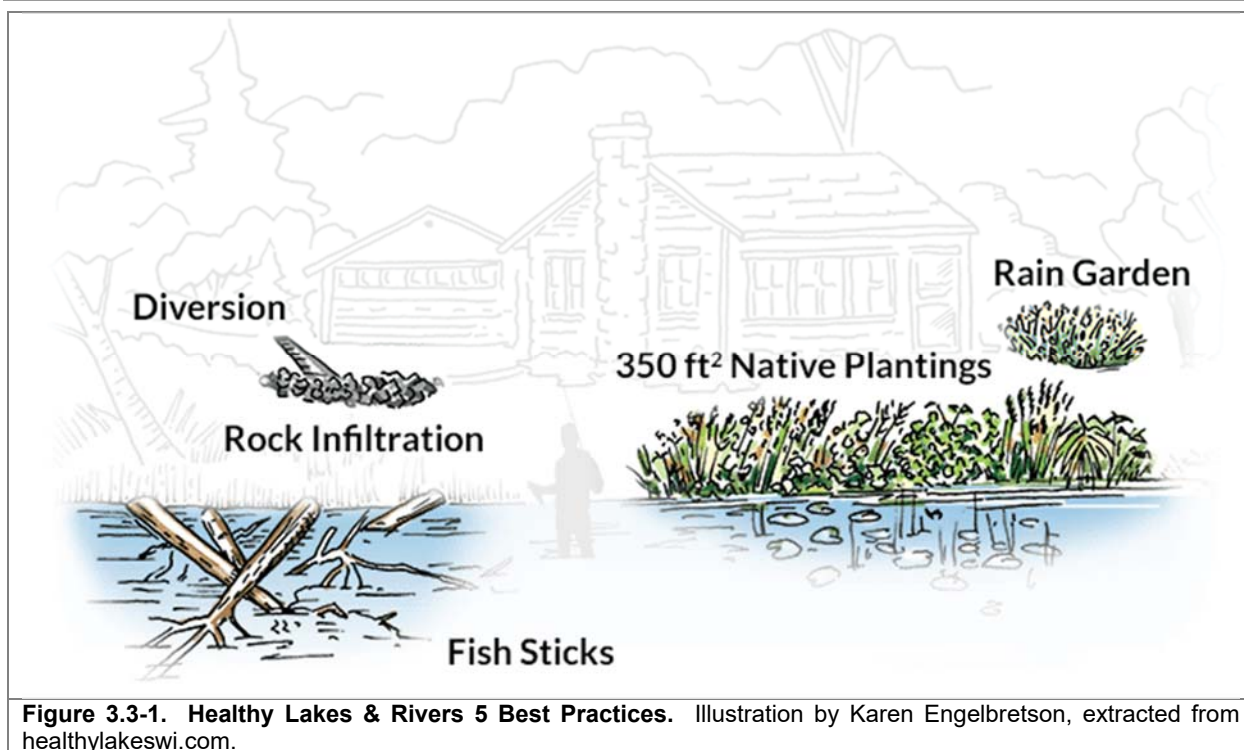 Rain Garden
Diversion
350 ft² Native Plantings
Rock Infiltration
Fish Sticks
Figure 3.3-1. Healthy Lakes & Rivers 5 Best Practices. Illustration by Karen Engelbretson, extracted from
healthylakeswi.com.